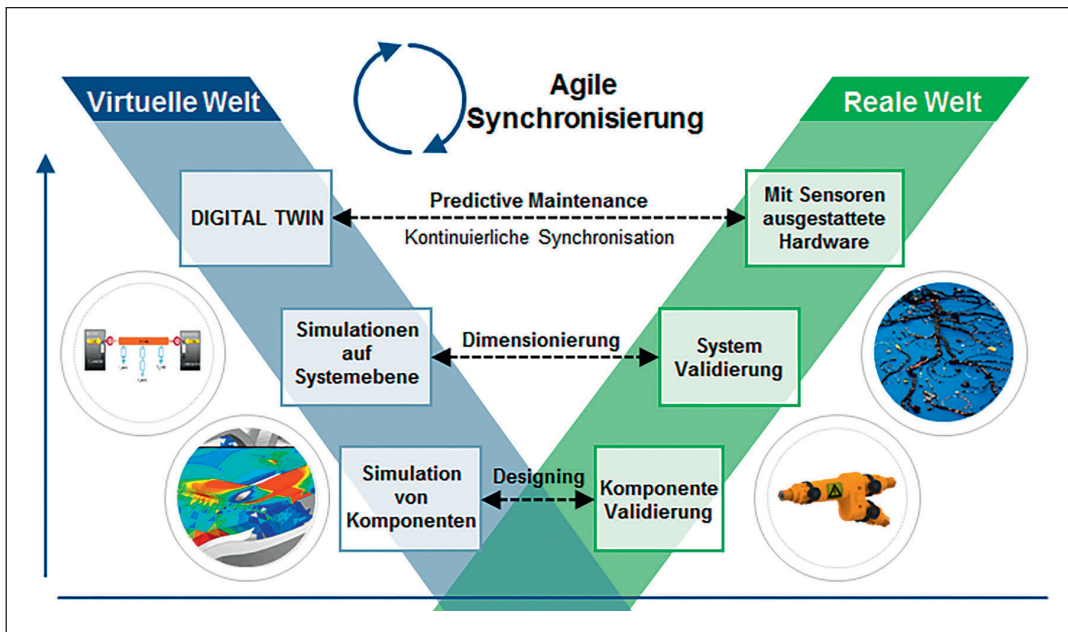 Virtuelle Welt
Agile
Synchronisierung
Reale Welt
DIGITAL TWIN
Predictive Maintenance
Kontinuierliche Synchronisation
Mit Sensoren
ausgestattete
Hardware
Simulationen
auf
Systemebene
Dimensionierung
System
Validierung
Simulation
von
Komponenten
Designing
Komponente
Validierung